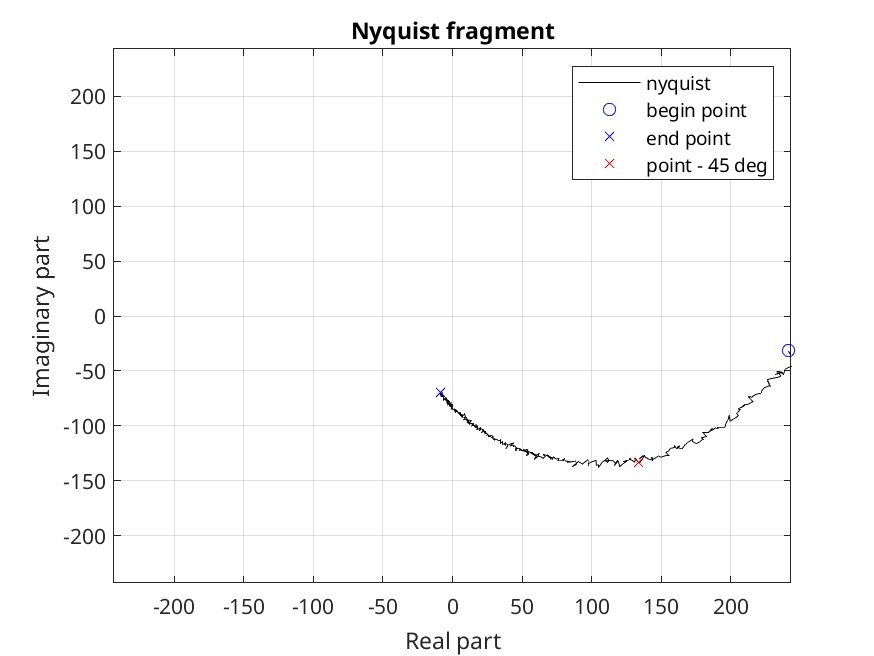 Nyquist fragment
nyquist
begin point
end point
point - 45 deg
200
150
100
50
0
-50
-100
-150
-200
Imaginary part
-200 -150 -100 -50 0 50 100 150 200
Real part